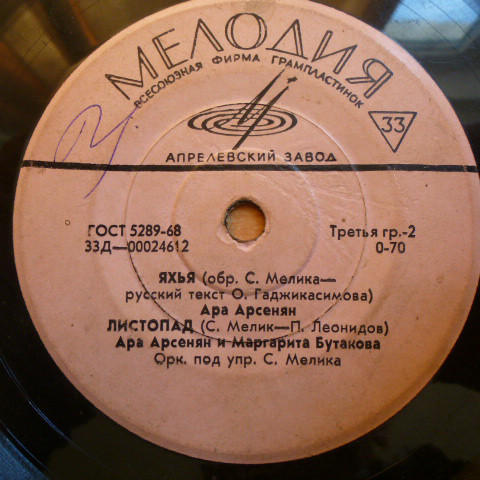 МЕЛОДИЯ
ВСЕСОЮЗНАЯ ФИРМА ГРАМПЛАСТИНОК
33
АПРЕЛЕВСКИЙ ЗАВОД
ГОСТ 5289-68
33Д—00024612
Третья гр.-2
0-70
ЯХЬЯ (обр. С. Мелика—
русский текст О. Гаджикасимова)
Ара Арсенян
ЛИСТОПАД (С. Мелик—П. Леонидов)
Ара Арсенян и Маргарита Бутакова
Орк. под упр. С. Мелика